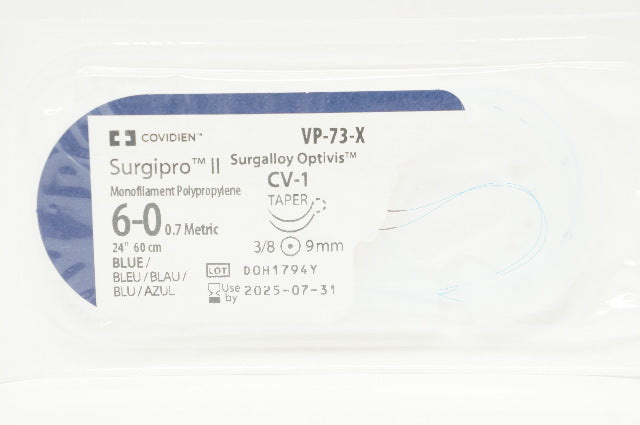 COVIDIEN™
VP-73-X
Surgipro™ II
Surgalloy Optivis™
Monofilament Polypropylene
CV-1
TAPER
6-0 0.7 Metric
3/8 9mm
24" 60 cm
BLUE /
BLEU / BLAU /
BLU / AZUL
LOT D0H1794Y
Use by 2025-07-31